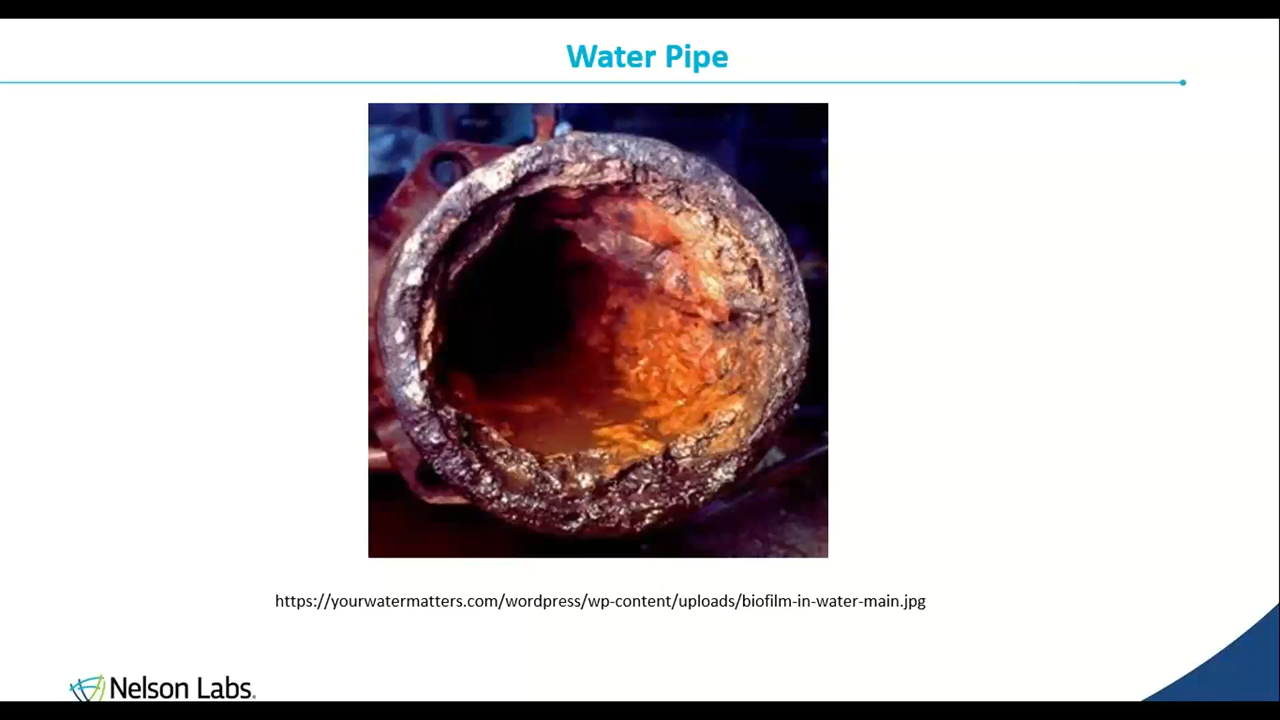 Water Pipe
https://yourwatermatters.com/wordpress/wp-content/uploads/biofilm-in-water-main.jpg
Nelson Labs.